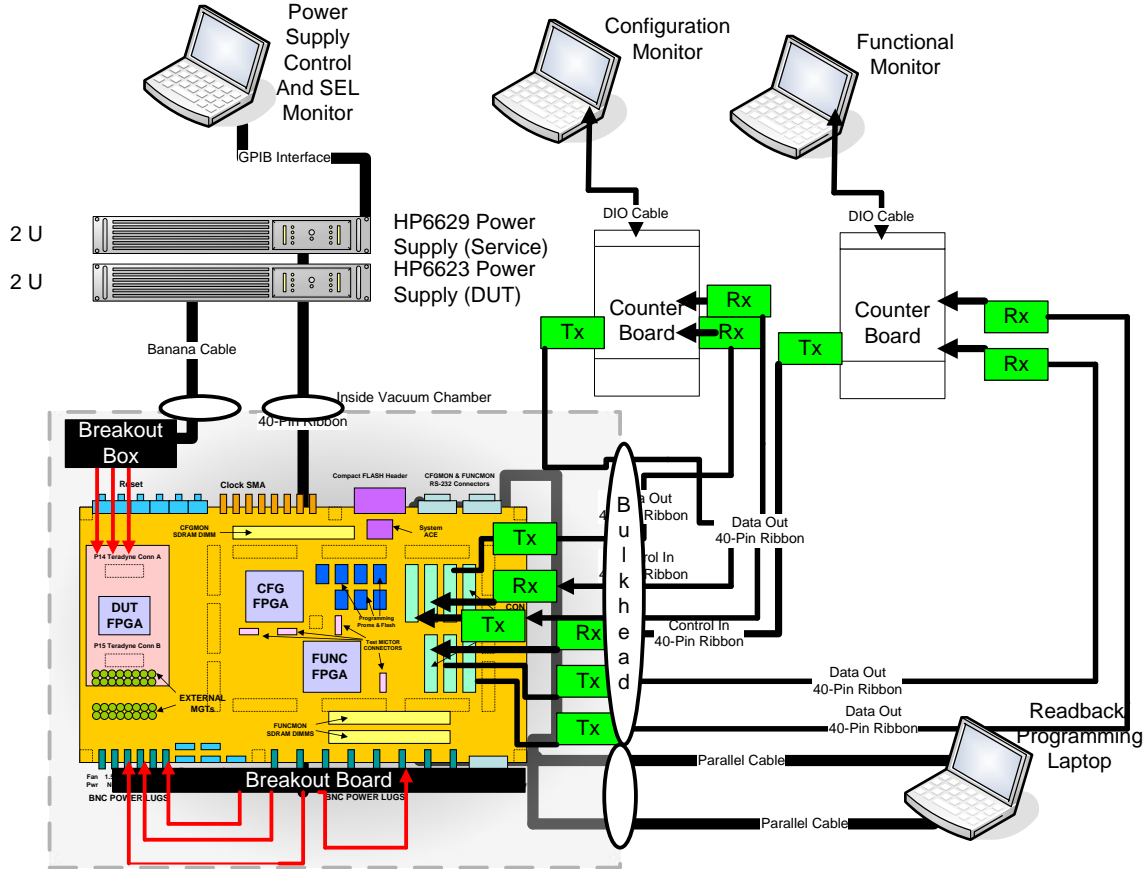 Power
Supply
Control
And SEL
Monitor
Configuration
Monitor
Functional
Monitor
GPIB Interface
DIO Cable
DIO Cable
2 U
HP6629 Power
Supply (Service)
2 U
HP6623 Power
Supply (DUT)
Counter
Board
Tx
Rx
Rx
Counter
Board
Tx
Rx
Rx
Banana Cable
Inside Vacuum Chamber
40-Pin Ribbon
Breakout
Box
Reset
Clock SMA
Compact FLASH Header
CFGMON & FUNCMON
RS-232 Connectors
CFGMON
SDRAM DIMM
System
ACE
P14 Teradyne Conn A
DUT
FPGA
P15 Teradyne Conn B
CFG
FPGA
Programming
Proms & Flash
Test MICTOR
CONNECTORS
FUNC
FPGA
EXTERNAL
MGTs
FUNCMON
SDRAM DIMMS
CON
Tx
Rx
Tx
Rx
Tx
Tx
Bulkhead
Out
Ribbon
In
Ribbon
Data Out
40-Pin Ribbon
Control In
40-Pin Ribbon
Data Out
40-Pin Ribbon
Data Out
40-Pin Ribbon
Readback/
Programming
Laptop
Parallel Cable
Parallel Cable
Fan
Pwr
Breakout Board
BNC POWER LUGS
BNC POWER LUGS